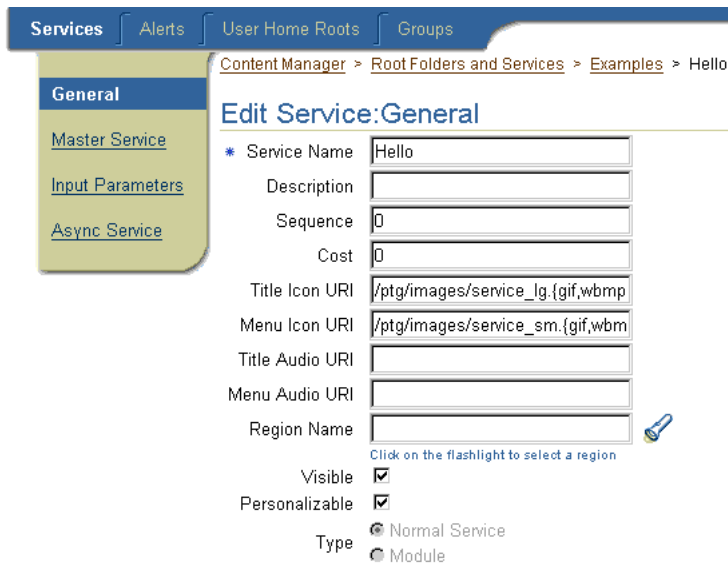 Services Alerts User Home Roots Groups
Content Manager > Root Folders and Services > Examples > Hello
General
Master Service
Input Parameters
Async Service
Edit Service:General
* Service Name Hello
Description
Sequence 0
Cost 0
Title Icon URI /ptg/images/service_lg.{gif,wbmp
Menu Icon URI /ptg/images/service_sm.{gif,wbm
Title Audio URI
Menu Audio URI
Region Name
Click on the flashlight to select a region
Visible
Personalizable
Type Normal Service
Module